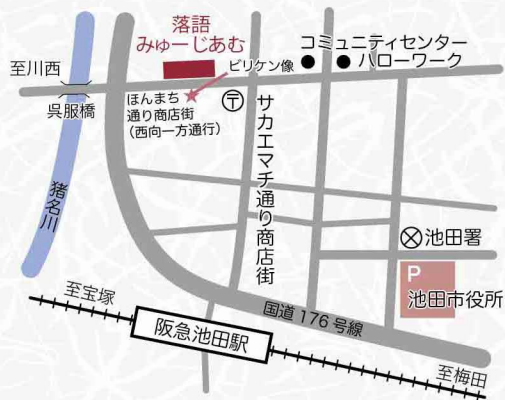 落語
みゅーじあむ
コミュニティセンター
ハローワーク
至川西
ビリケン像
呉服橋
ほんまち
通り商店街
(西向一方通行)
〒
サカエマチ通り商店街
猪名川
池田署
P
池田市役所
至宝塚
国道176号線
阪急池田駅
至梅田